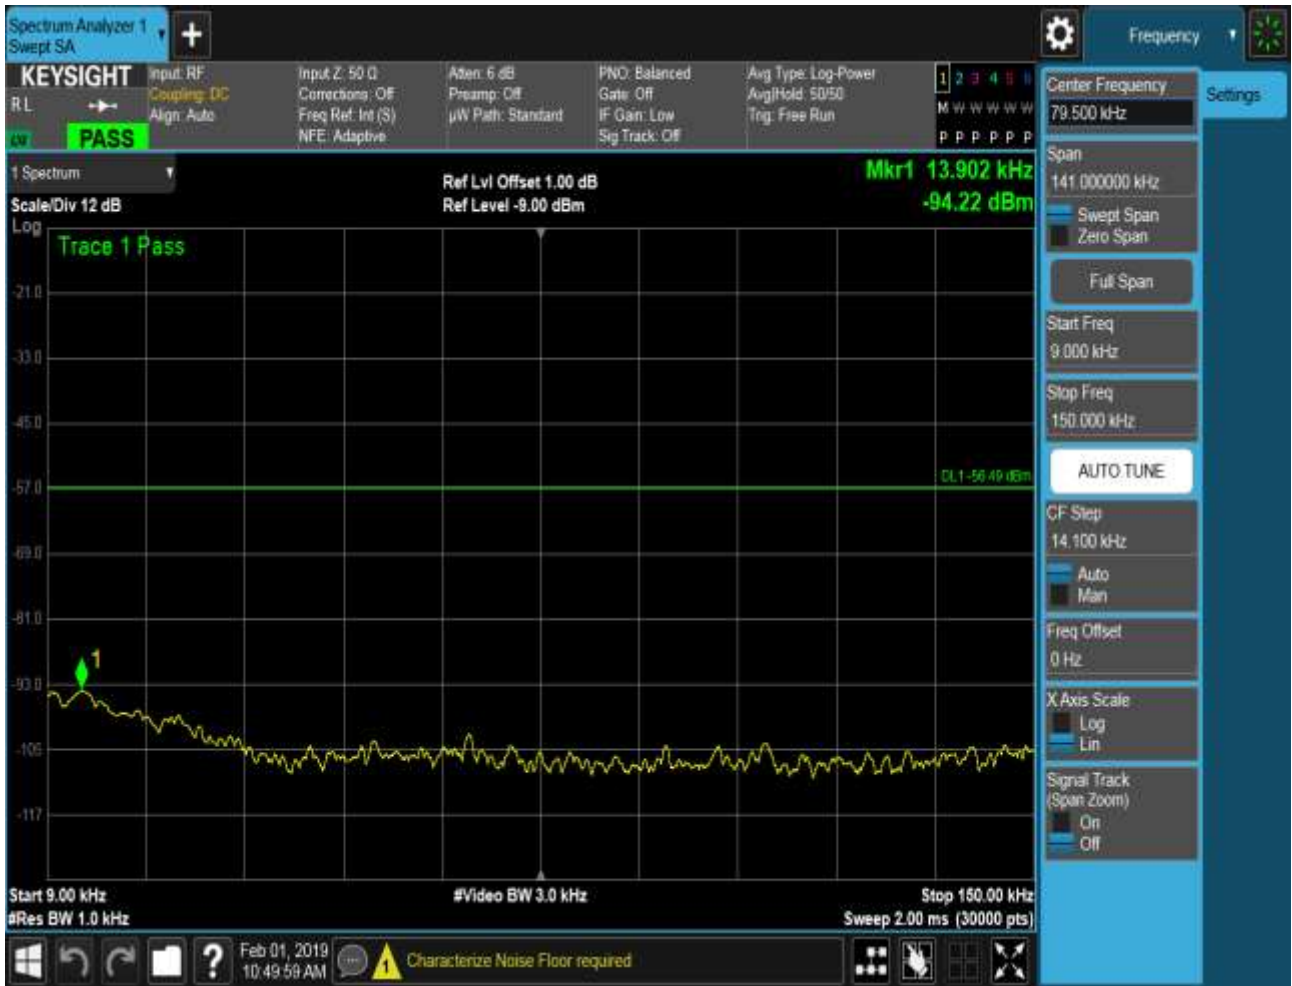 Spectrum Analyzer 1
Swept SA
Frequency
KEYSIGHT
Input: RF
Coupling: DC
Align: Auto
Input Z: 50 Ω
Corrections: Off
Freq Ref: Int (S)
NFE: Adaptive
Atten: 6 dB
Preamp: Off
µW Path: Standard
PNO: Balanced
Gate: Off
IF Gain: Low
Sig Track: Off
Avg Type: Log-Power
Avg|Hold: 50/50
Trig: Free Run
1 2 3 4 5 6
M W W W W W
P P P P P P
R L
PASS
1 Spectrum
Scale/Div 12 dB
Log
Ref Lvl Offset 1.00 dB
Ref Level -9.00 dBm
Mkr1 13.902 kHz
-94.22 dBm
Trace 1 Pass
-21.0
-33.0
-45.0
-57.0
DL1 -56.49 dBm
-69.0
-81.0
1
-93.0
-105
-117
Start 9.00 kHz
#Video BW 3.0 kHz
Stop 150.00 kHz
#Res BW 1.0 kHz
Sweep 2.00 ms (30000 pts)
Center Frequency
79.500 kHz
Settings
Span
141.000000 kHz
Swept Span
Zero Span
Full Span
Start Freq
9.000 kHz
Stop Freq
150.000 kHz
AUTO TUNE
CF Step
14.100 kHz
Auto
Man
Freq Offset
0 Hz
X Axis Scale
Log
Lin
Signal Track
(Span Zoom)
On
Off
?
Feb 01, 2019
10:49:59 AM
1
Characterize Noise Floor required